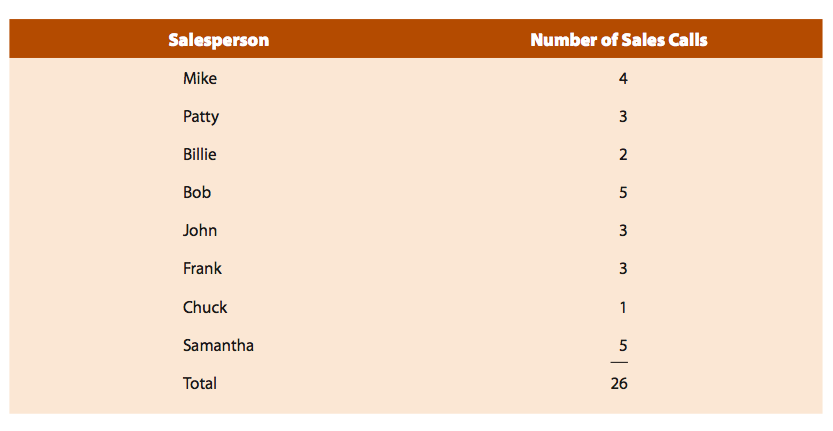 Salesperson Number of Sales Calls
Mike 4
Patty 3
Billie 2
Bob 5
John 3
Frank 3
Chuck 1
Samantha 5
Total 26